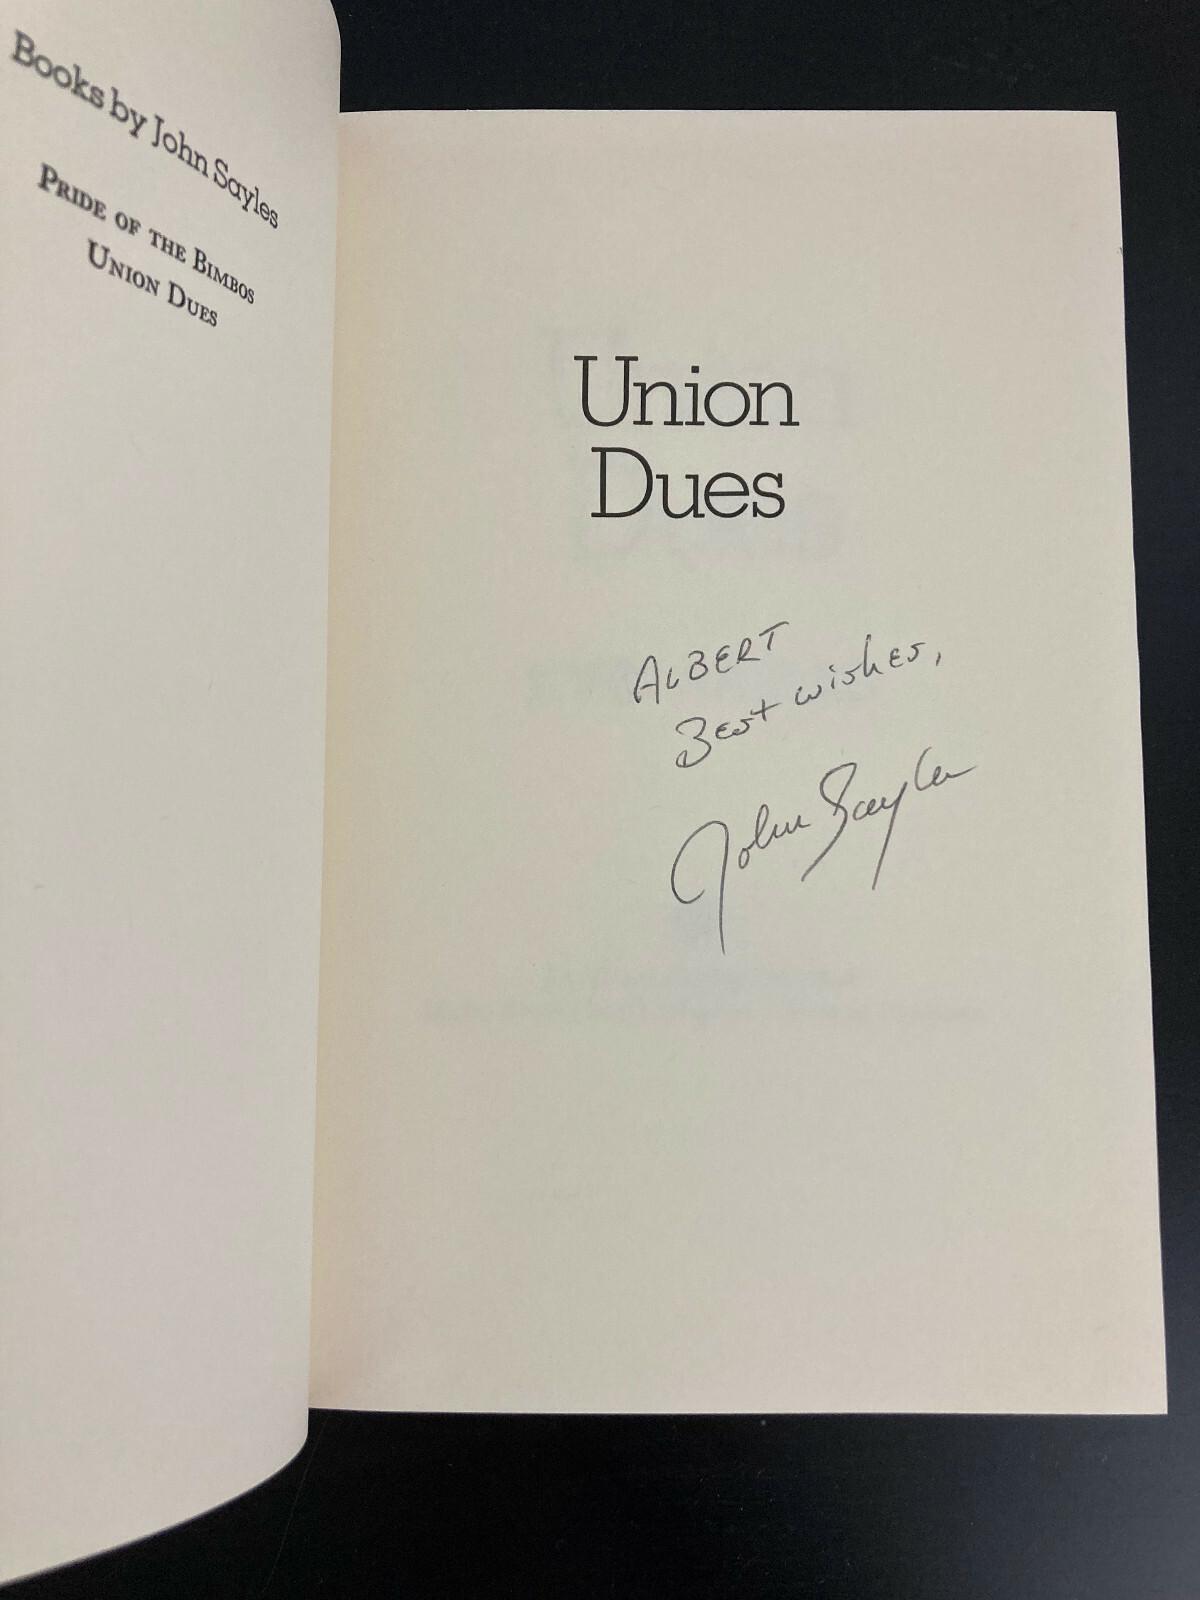 Books by John Sayles
PRIDE OF THE BIMBOS
UNION DUES
Union
Dues
ALBERT
Best wishes,
John Sayles